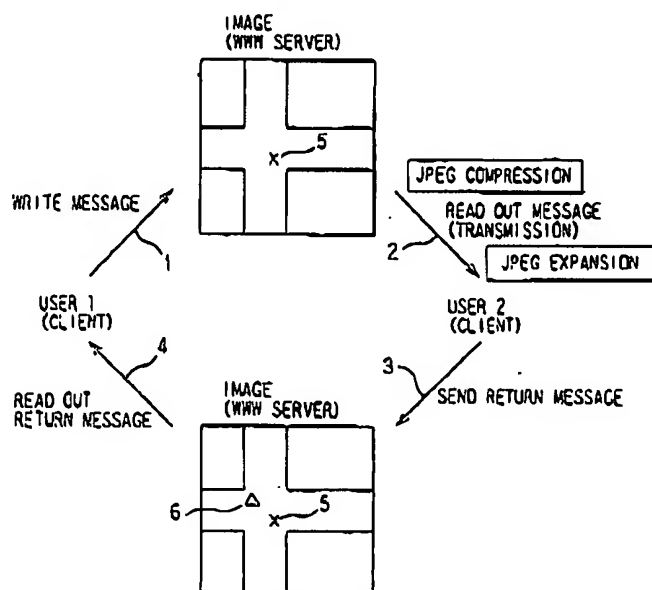 IMAGE
(WWW SERVER)
x
5
WRITE MESSAGE
1
JPEG COMPRESSION
READ OUT MESSAGE
(TRANSMISSION)
2
JPEG EXPANSION
USER 1
(CLIENT)
USER 2
(CLIENT)
4
3
READ OUT
RETURN MESSAGE
SEND RETURN MESSAGE
IMAGE
(WWW SERVER)
6
△
x
5